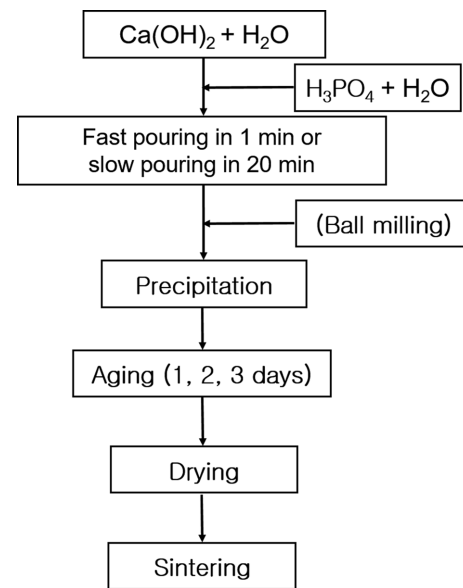 Ca(OH)₂ + H₂O
H₃PO₄ + H₂O
Fast pouring in 1 min or
slow pouring in 20 min
(Ball milling)
Precipitation
Aging (1, 2, 3 days)
Drying
Sintering